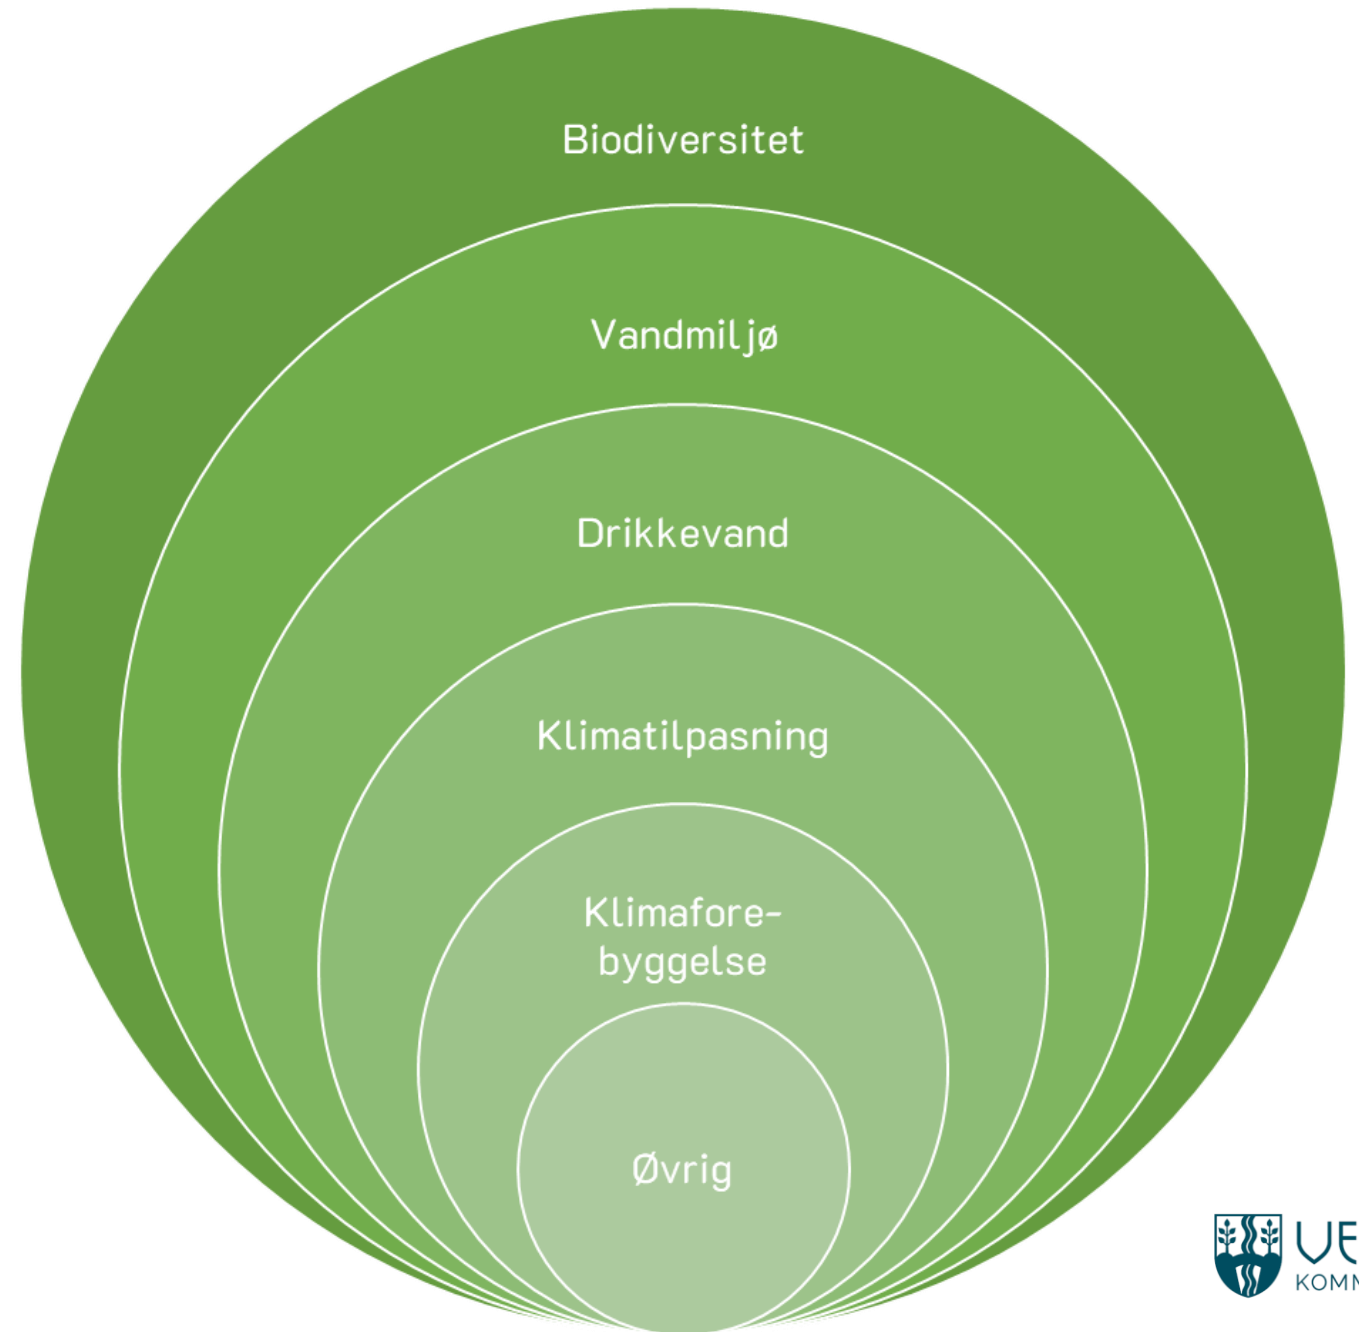 Biodiversitet
Vandmiljø
Drikkevand
Klimatilpasning
Klimafore-
byggelse
Øvrig